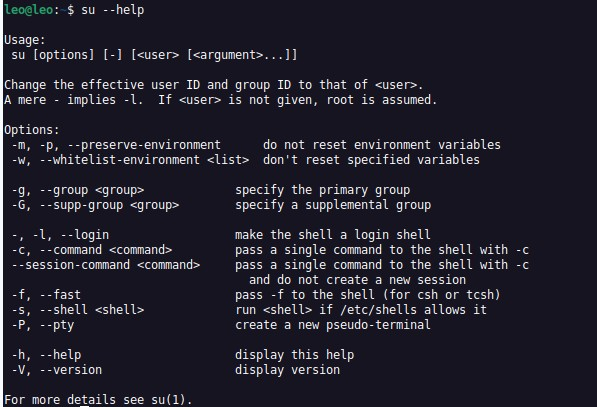 leo@leo:~$ su --help

Usage:
 su [options] [-] [<user> [<argument>...]]

Change the effective user ID and group ID to that of <user>.
A mere - implies -l.  If <user> is not given, root is assumed.

Options:
 -m, -p, --preserve-environment      do not reset environment variables
 -w, --whitelist-environment <list>  don't reset specified variables

 -g, --group <group>             specify the primary group
 -G, --supp-group <group>        specify a supplemental group

 -, -l, --login                  make the shell a login shell
 -c, --command <command>         pass a single command to the shell with -c
 --session-command <command>     pass a single command to the shell with -c
                                   and do not create a new session
 -f, --fast                      pass -f to the shell (for csh or tcsh)
 -s, --shell <shell>             run <shell> if /etc/shells allows it
 -P, --pty                       create a new pseudo-terminal

 -h, --help                      display this help
 -V, --version                   display version

For more details see su(1).